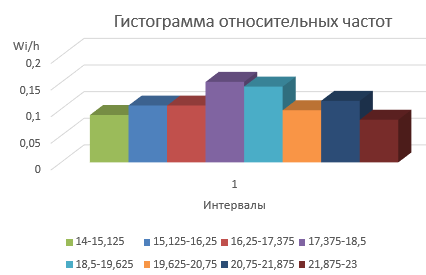 Гистограмма относительных частот
Wi/h
0,2
0,15
0,1
0,05
0
1
Интервалы
14-15,125 15,125-16,25 16,25-17,375 17,375-18,5
18,5-19,625 19,625-20,75 20,75-21,875 21,875-23